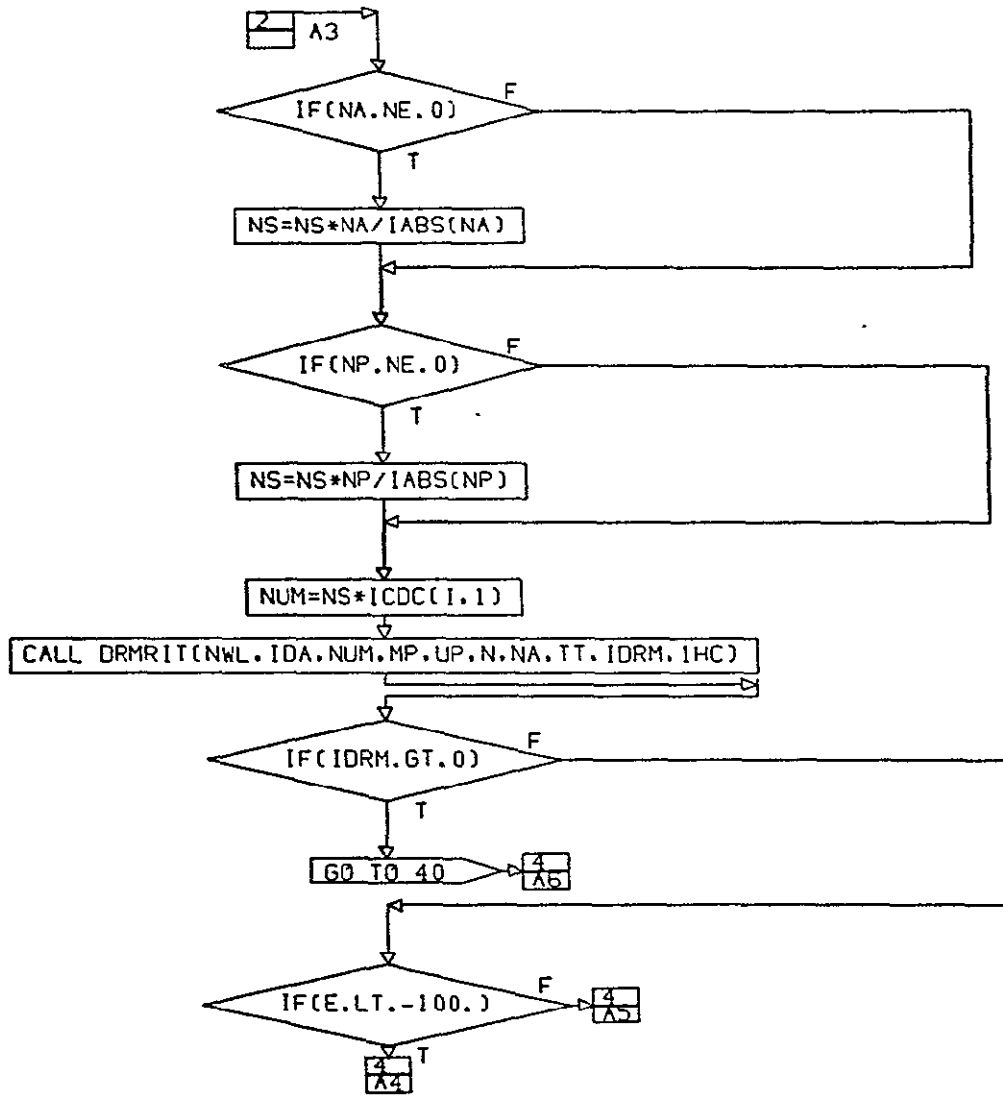 2 A3
IF(NA.NE.0) F
T
NS=NS*NA/IABS(NA)
IF(NP.NE.0) F
T
NS=NS*NP/IABS(NP)
NUM=NS*ICDC(I.1)
CALL DRMRIT(NWL.IDA.NUM.MP.UP.N.NA.TT.IDRM.1HC)
IF(IDRM.GT.0) F
T
GO TO 40 4
A6
IF(E.LT.-100.) F 4
A5
T
4
A4